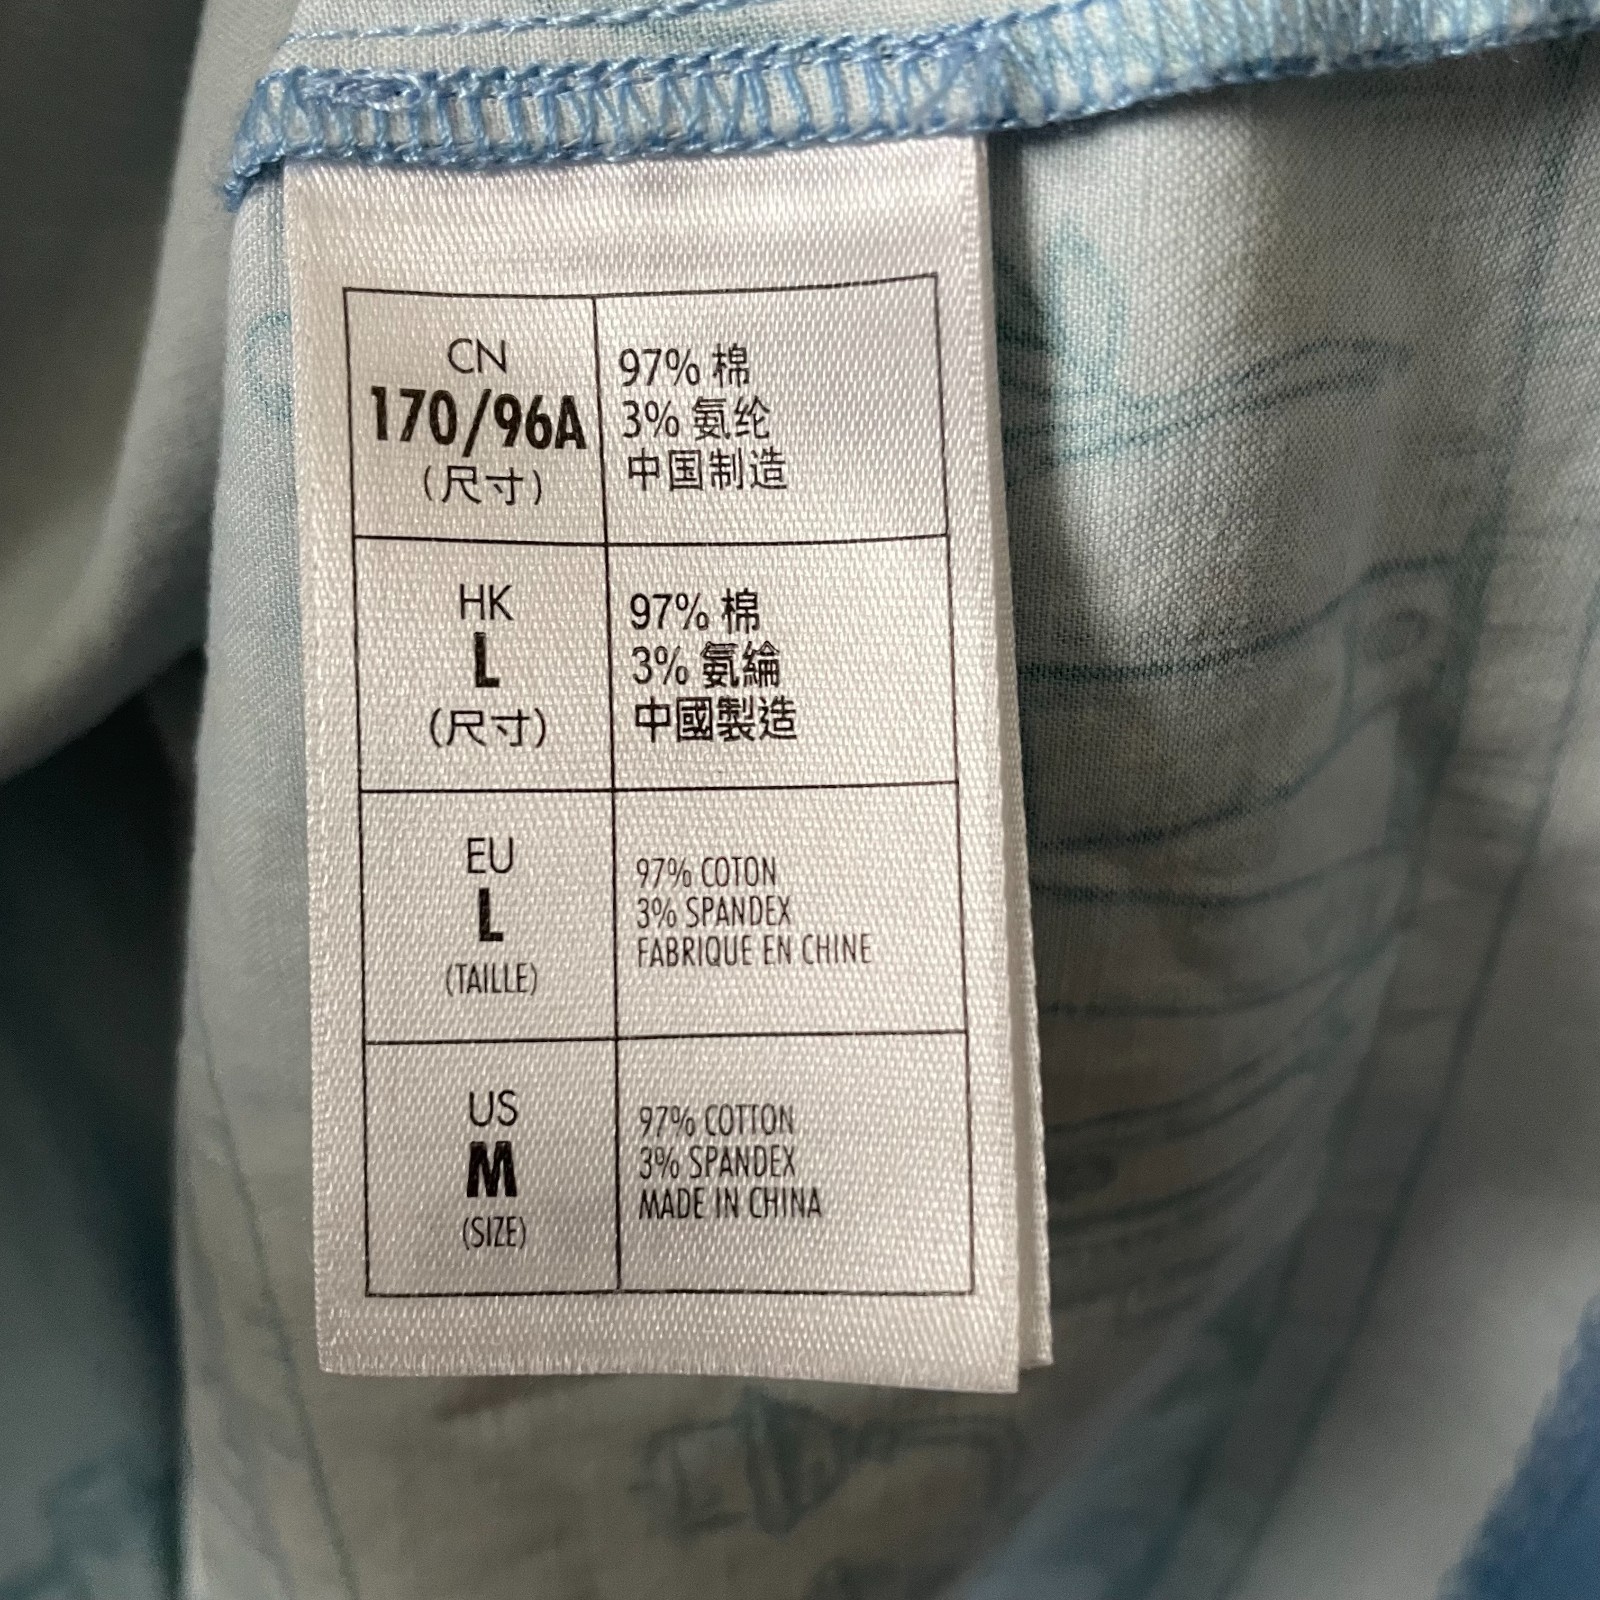 CN
170/96A
(尺寸)
97% 棉
3% 氨纶
中国制造
HK
L
(尺寸)
97% 棉
3% 氨綸
中國製造
EU
L
(TAILLE)
97% COTON
3% SPANDEX
FABRIQUE EN CHINE
US
M
(SIZE)
97% COTTON
3% SPANDEX
MADE IN CHINA